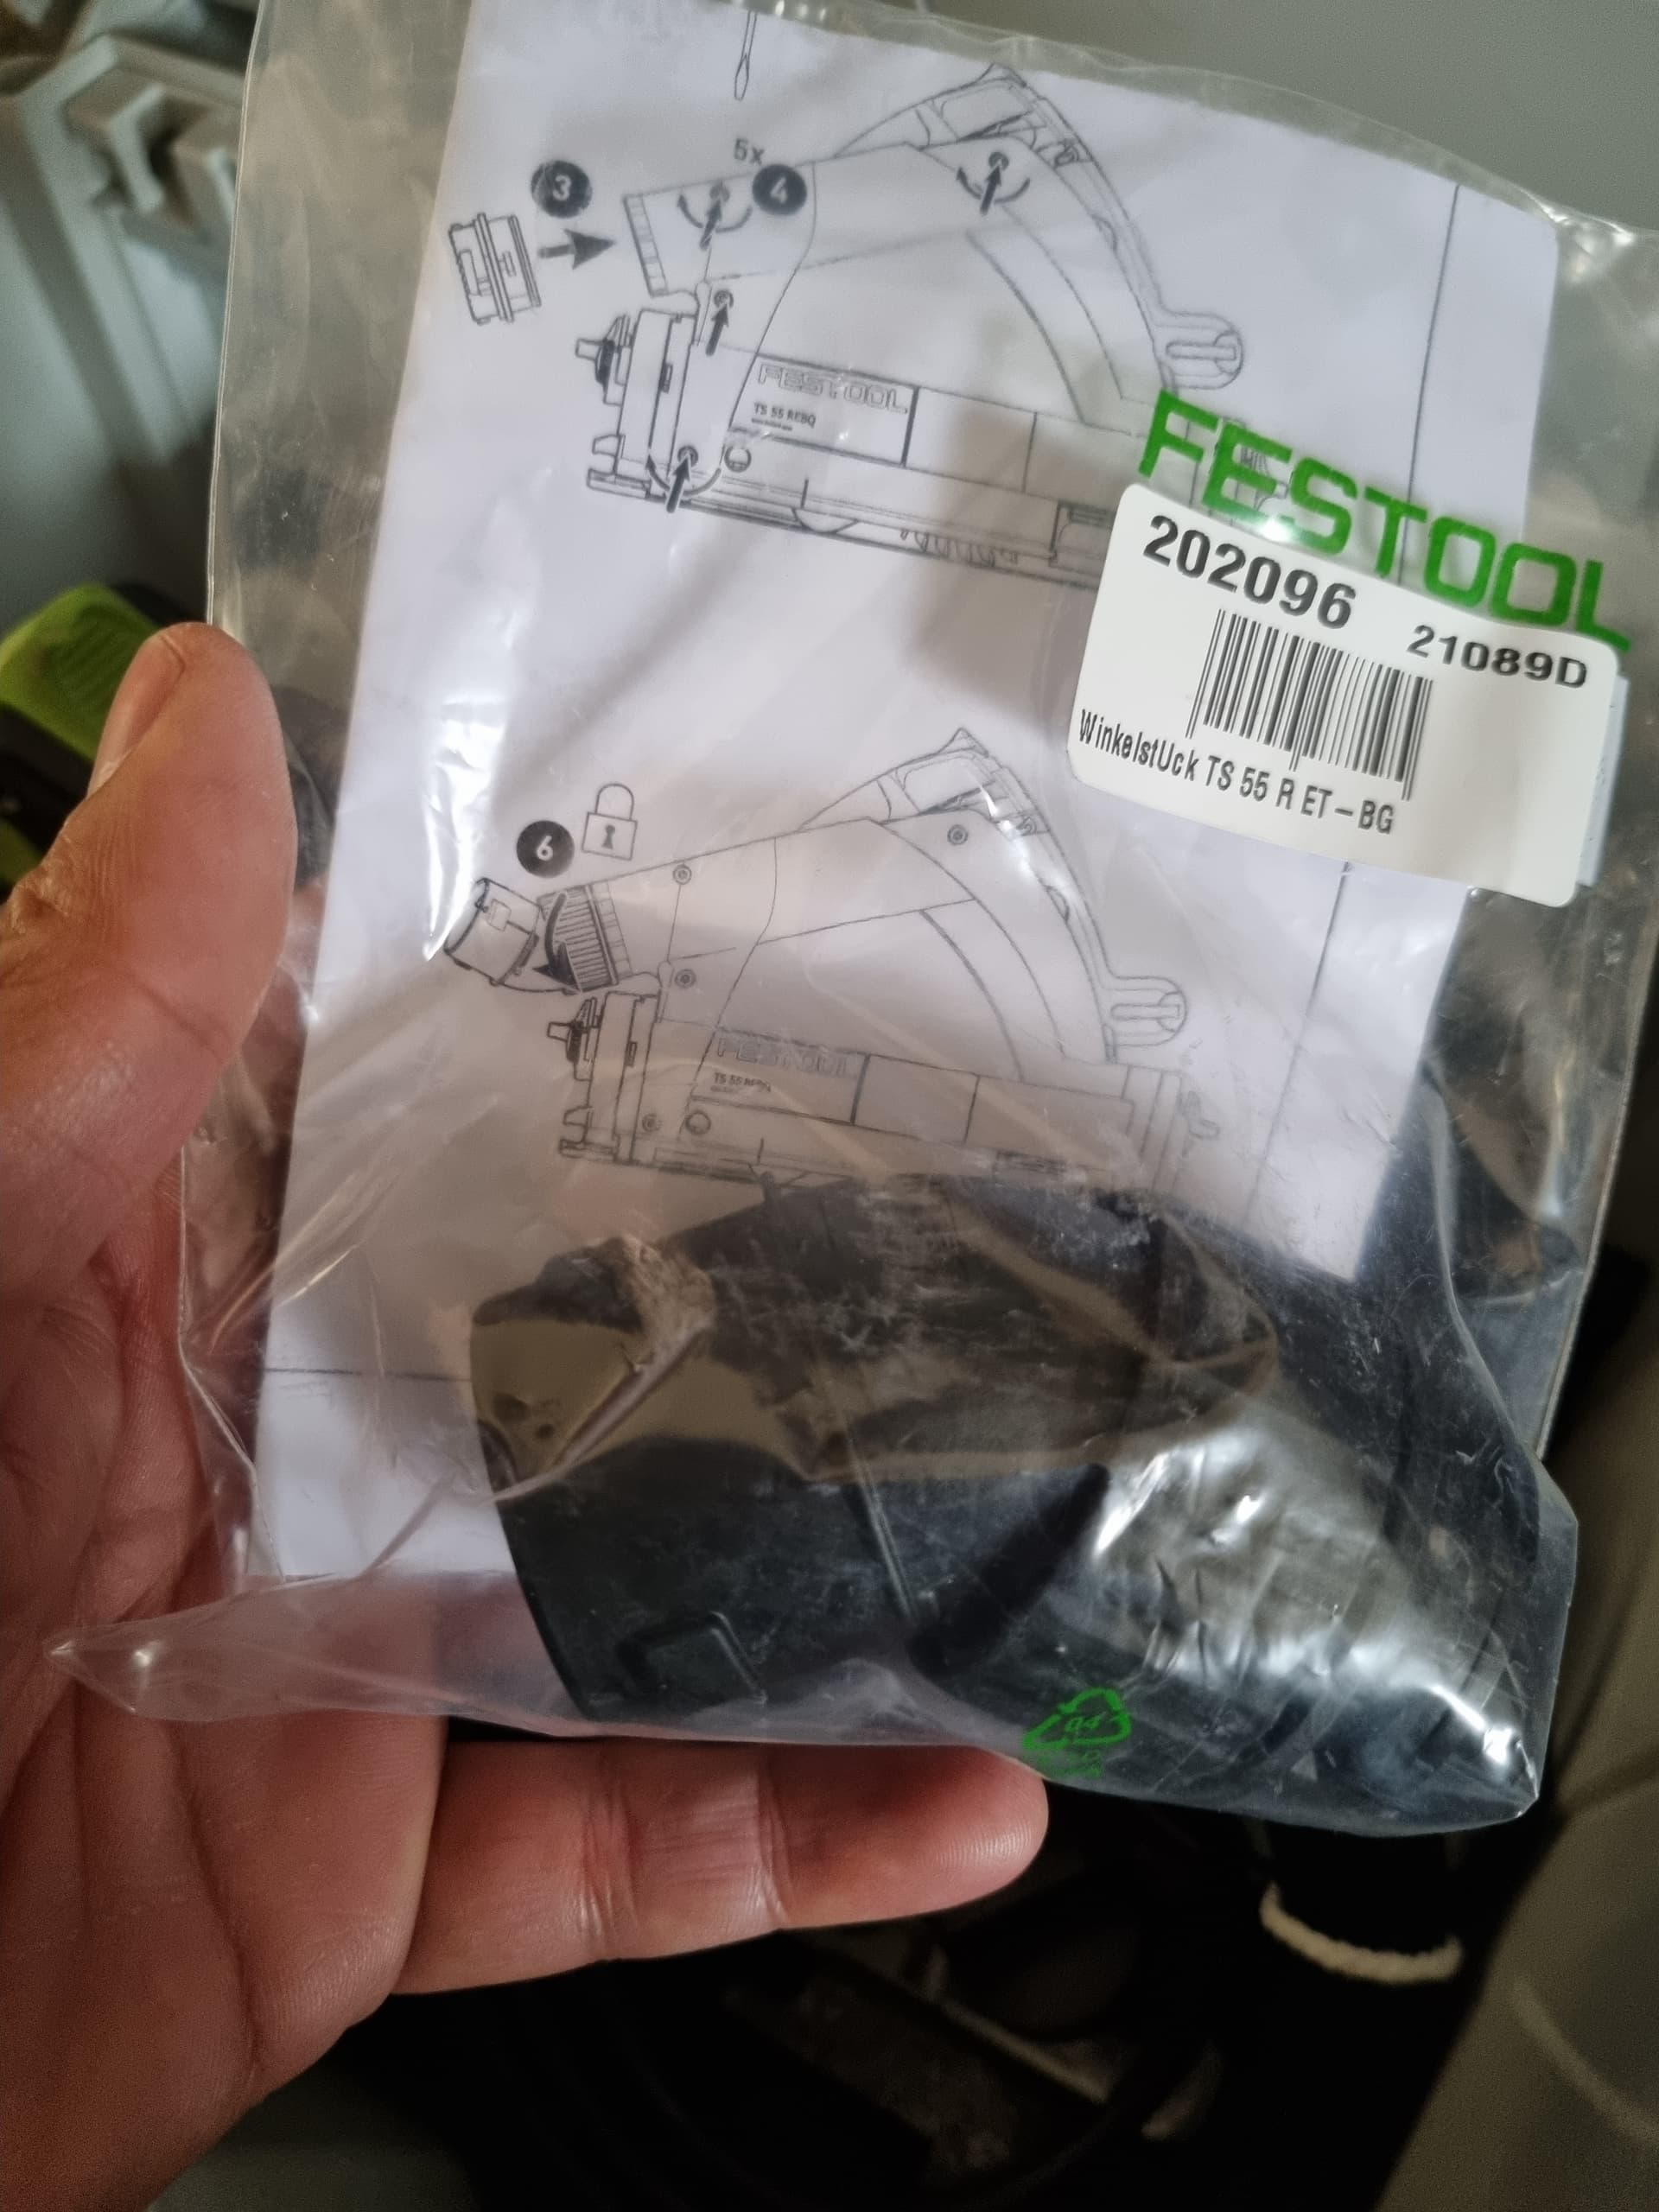 5x
3
4
FESTOOL
TS 55 REBQ
FESTOOL
202096
21089D
WinkelstUck TS 55 R ET-BG
6
FESTOOL
TS 55 REBQ
04